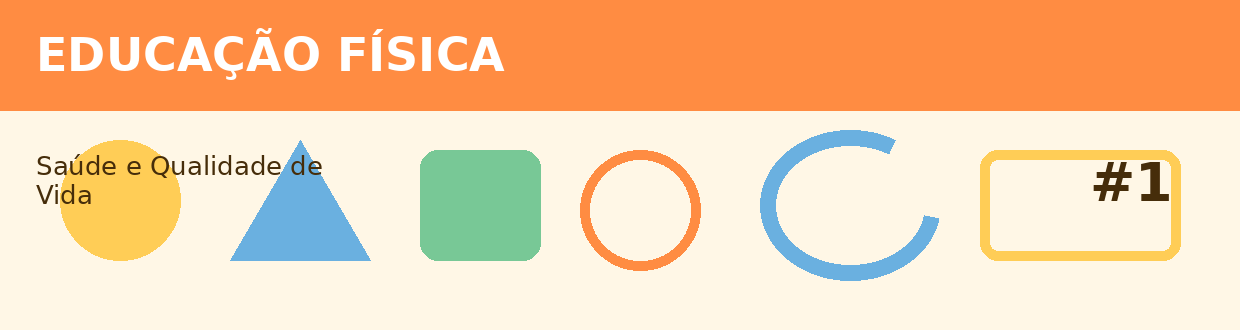 EDUCAÇÃO FÍSICA
Saúde e Qualidade de
Vida
#1